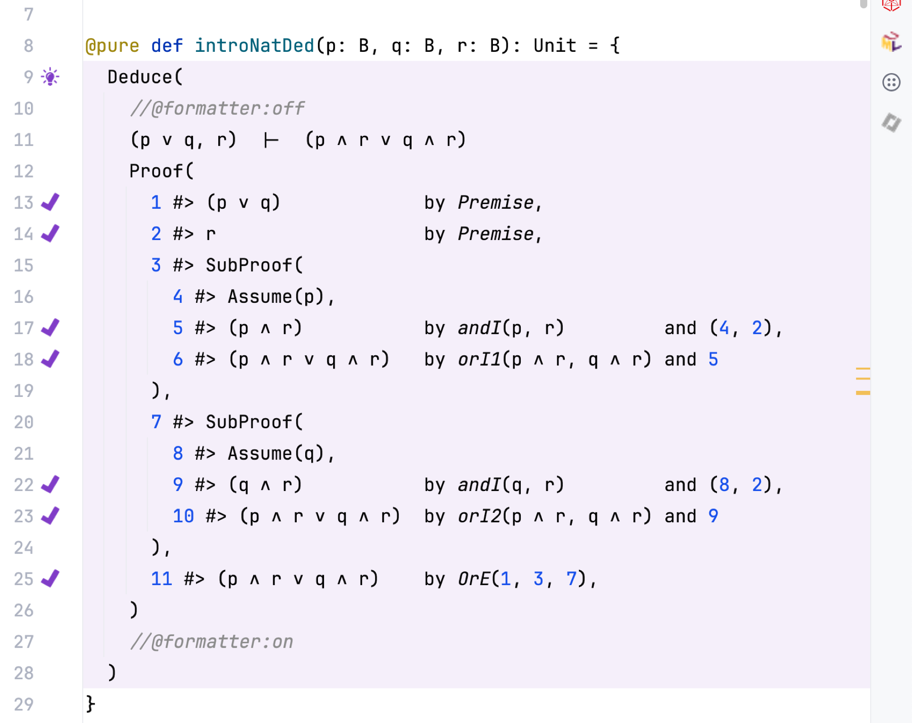 7
8 @pure def introNatDed(p: B, q: B, r: B): Unit = {
9 Deduce(
10 //@formatter:off
11 (p ∨ q, r) ⊢ (p ∧ r ∨ q ∧ r)
12 Proof(
13 1 #> (p ∨ q) by Premise,
14 2 #> r by Premise,
15 3 #> SubProof(
16 4 #> Assume(p),
17 5 #> (p ∧ r) by andI(p, r) and (4, 2),
18 6 #> (p ∧ r ∨ q ∧ r) by orI1(p ∧ r, q ∧ r) and 5
19 ),
20 7 #> SubProof(
21 8 #> Assume(q),
22 9 #> (q ∧ r) by andI(q, r) and (8, 2),
23 10 #> (p ∧ r ∨ q ∧ r) by orI2(p ∧ r, q ∧ r) and 9
24 ),
25 11 #> (p ∧ r ∨ q ∧ r) by OrE(1, 3, 7),
26 )
27 //@formatter:on
28 )
29 }